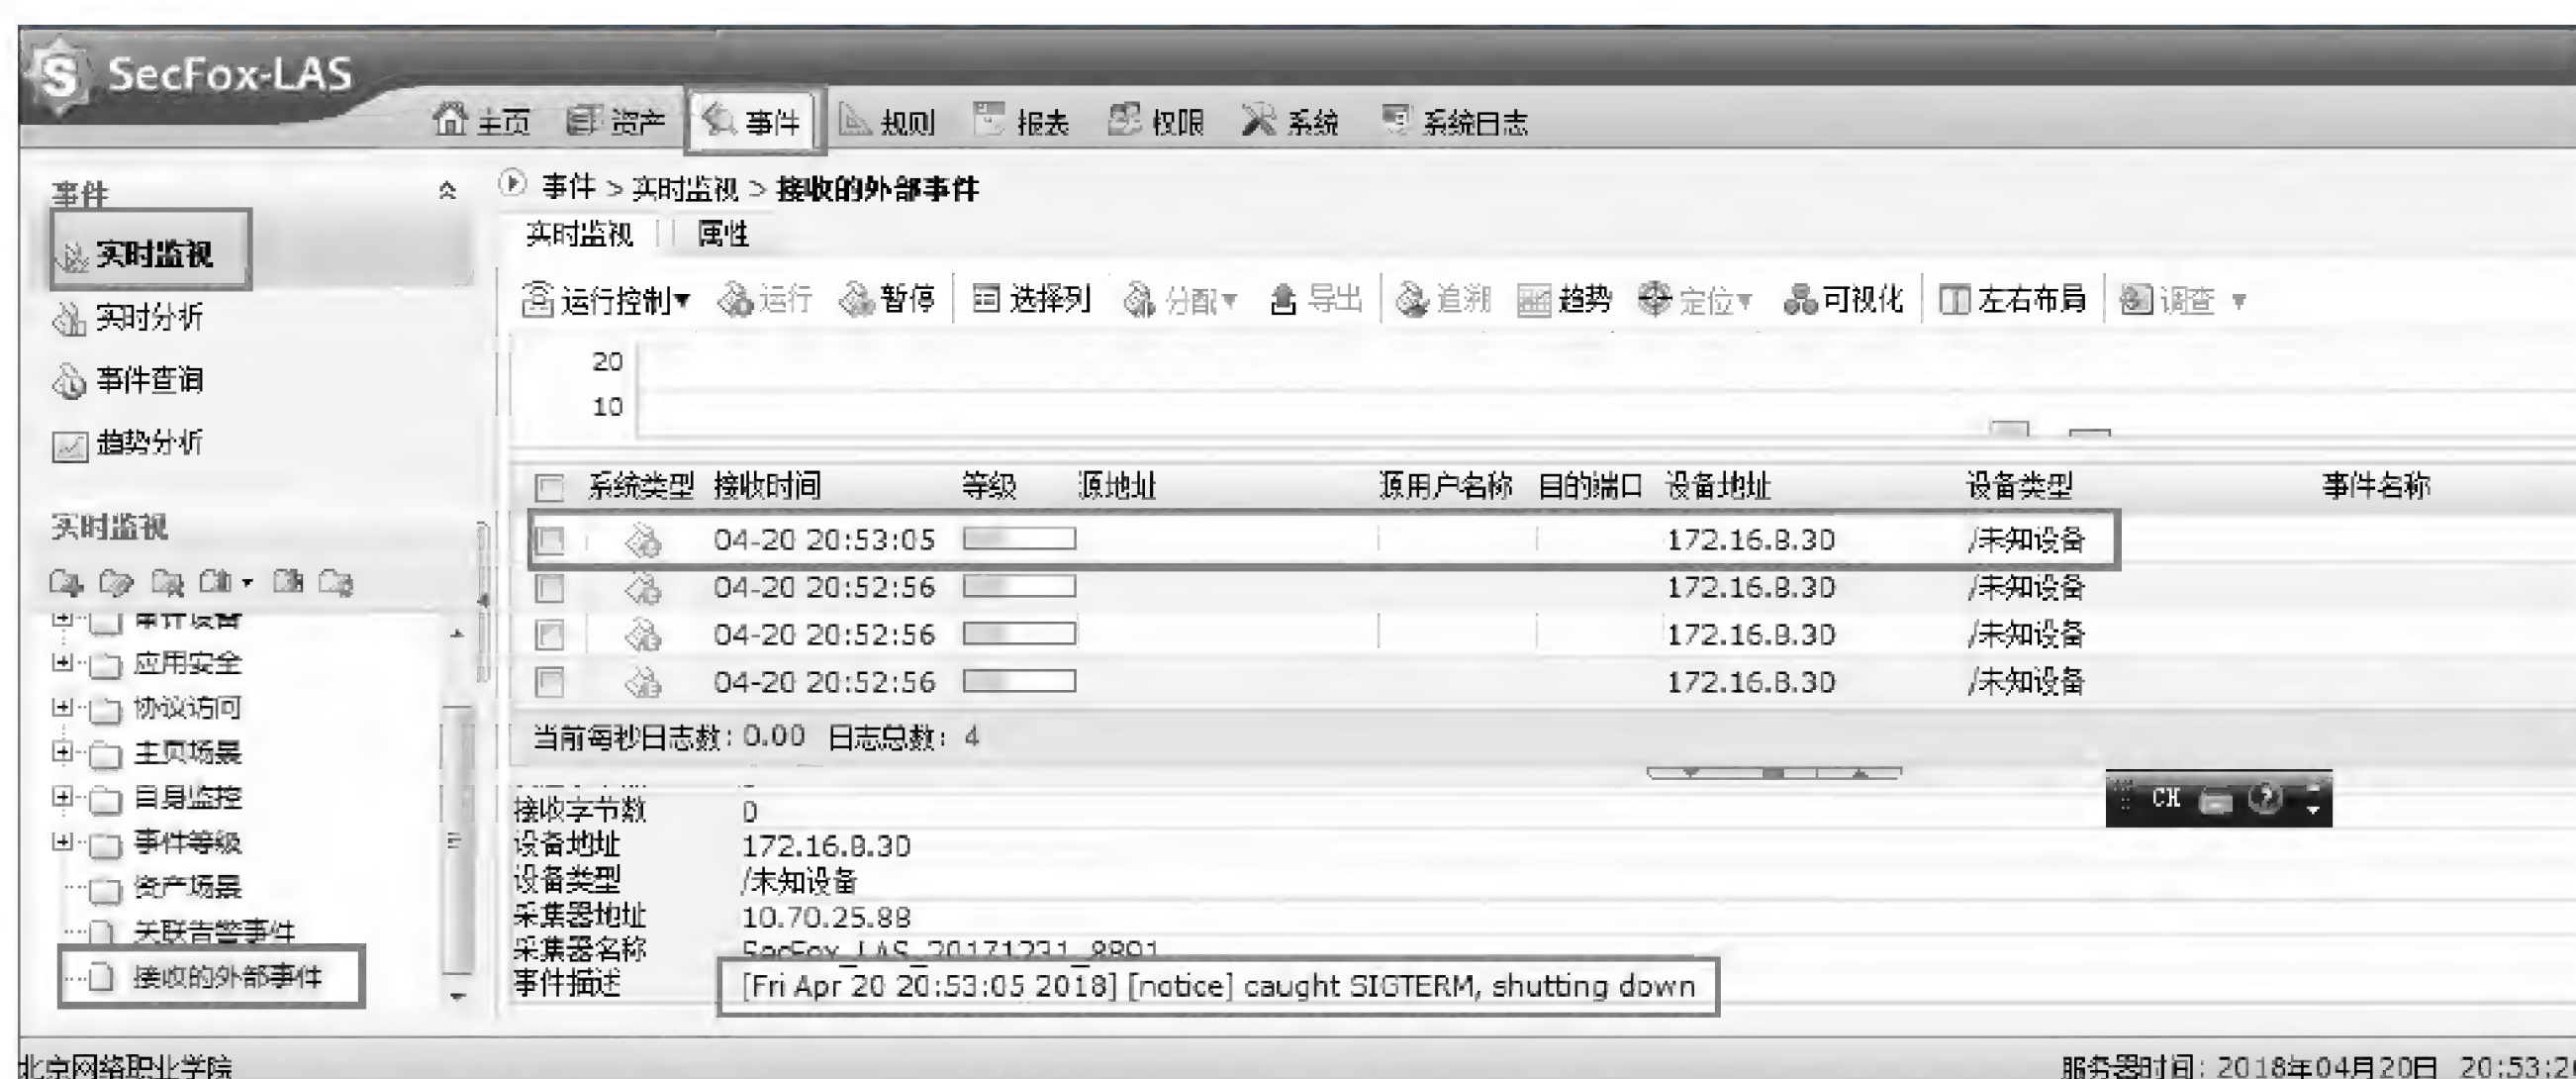 SecFox-LAS
主页 资产 事件 规则 报表 权限 系统 系统日志
事件
实时监视
实时分析
事件查询
趋势分析
实时监视
审计设备
应用安全
协议访问
主页场景
自身监控
事件等级
资产场景
关联告警事件
接收的外部事件
事件 > 实时监视 > 接收的外部事件
实时监视 属性
运行控制 运行 暂停 选择列 分配 导出 追溯 趋势 定位 可视化 左右布局 调查
20
10
系统类型 接收时间 等级 源地址 源用户名称 目的端口 设备地址 设备类型 事件名称
04-20 20:53:05 172.16.8.30 /未知设备
04-20 20:52:56 172.16.8.30 /未知设备
04-20 20:52:56 172.16.8.30 /未知设备
04-20 20:52:56 172.16.8.30 /未知设备
当前每秒日志数: 0.00 日志总数: 4
接收字节数 0
设备地址 172.16.8.30
设备类型 /未知设备
采集器地址 10.70.25.88
采集器名称 SecFox_LAS_20171231_8891
事件描述 [Fri Apr 20 20:53:05 2018] [notice] caught SIGTERM, shutting down
CH
北京网络职业学院
服务器时间: 2018年04月20日